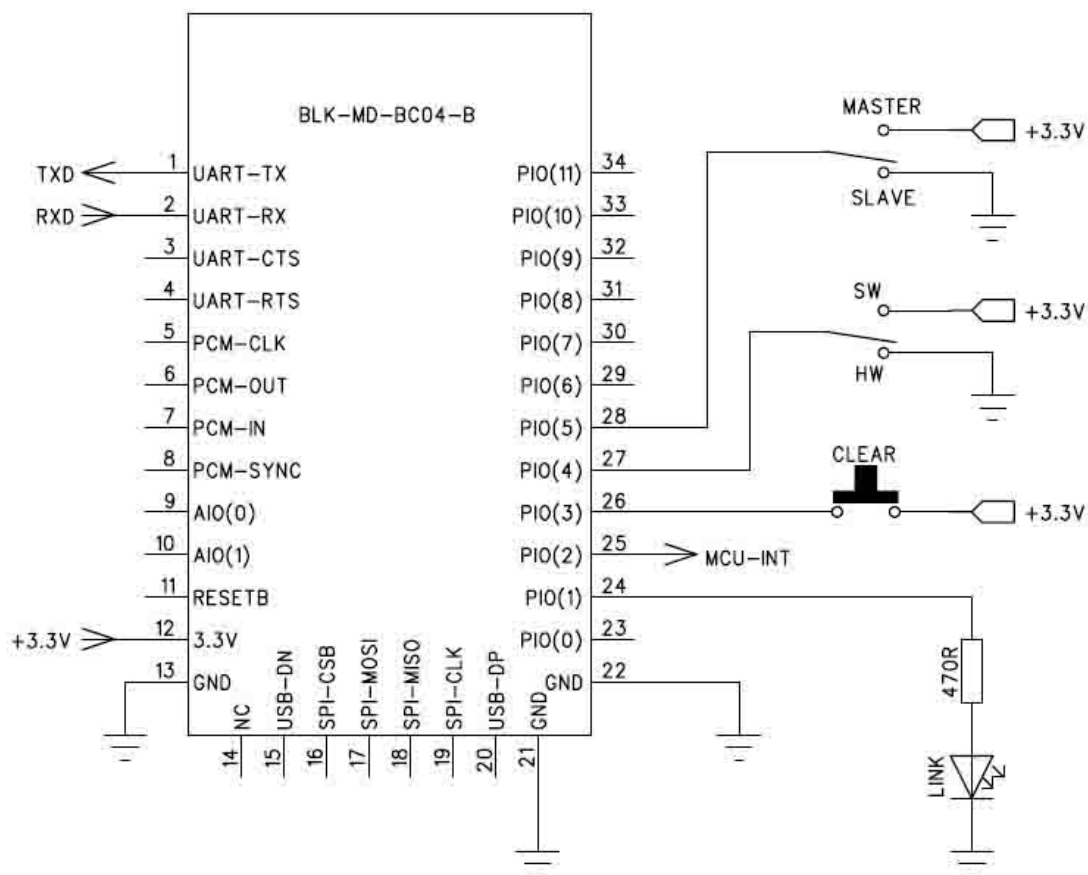 BLK-MD-BC04-B
MASTER
+3.3V
SLAVE
TXD 1 UART-TX PIO(11) 34
RXD 2 UART-RX PIO(10) 33
3 UART-CTS PIO(9) 32
4 UART-RTS PIO(8) 31
SW
+3.3V
5 PCM-CLK PIO(7) 30
HW
6 PCM-OUT PIO(6) 29
7 PCM-IN PIO(5) 28
8 PCM-SYNC PIO(4) 27
CLEAR
9 AIO(0) PIO(3) 26 +3.3V
10 AIO(1) PIO(2) 25 MCU-INT
11 RESETB PIO(1) 24
+3.3V 12 3.3V PIO(0) 23
13 GND GND 22
470R
LINK
NC
USB-DN
SPI-CSB
SPI-MOSI
SPI-MISO
SPI-CLK
USB-DP
GND
14 15 16 17 18 19 20 21